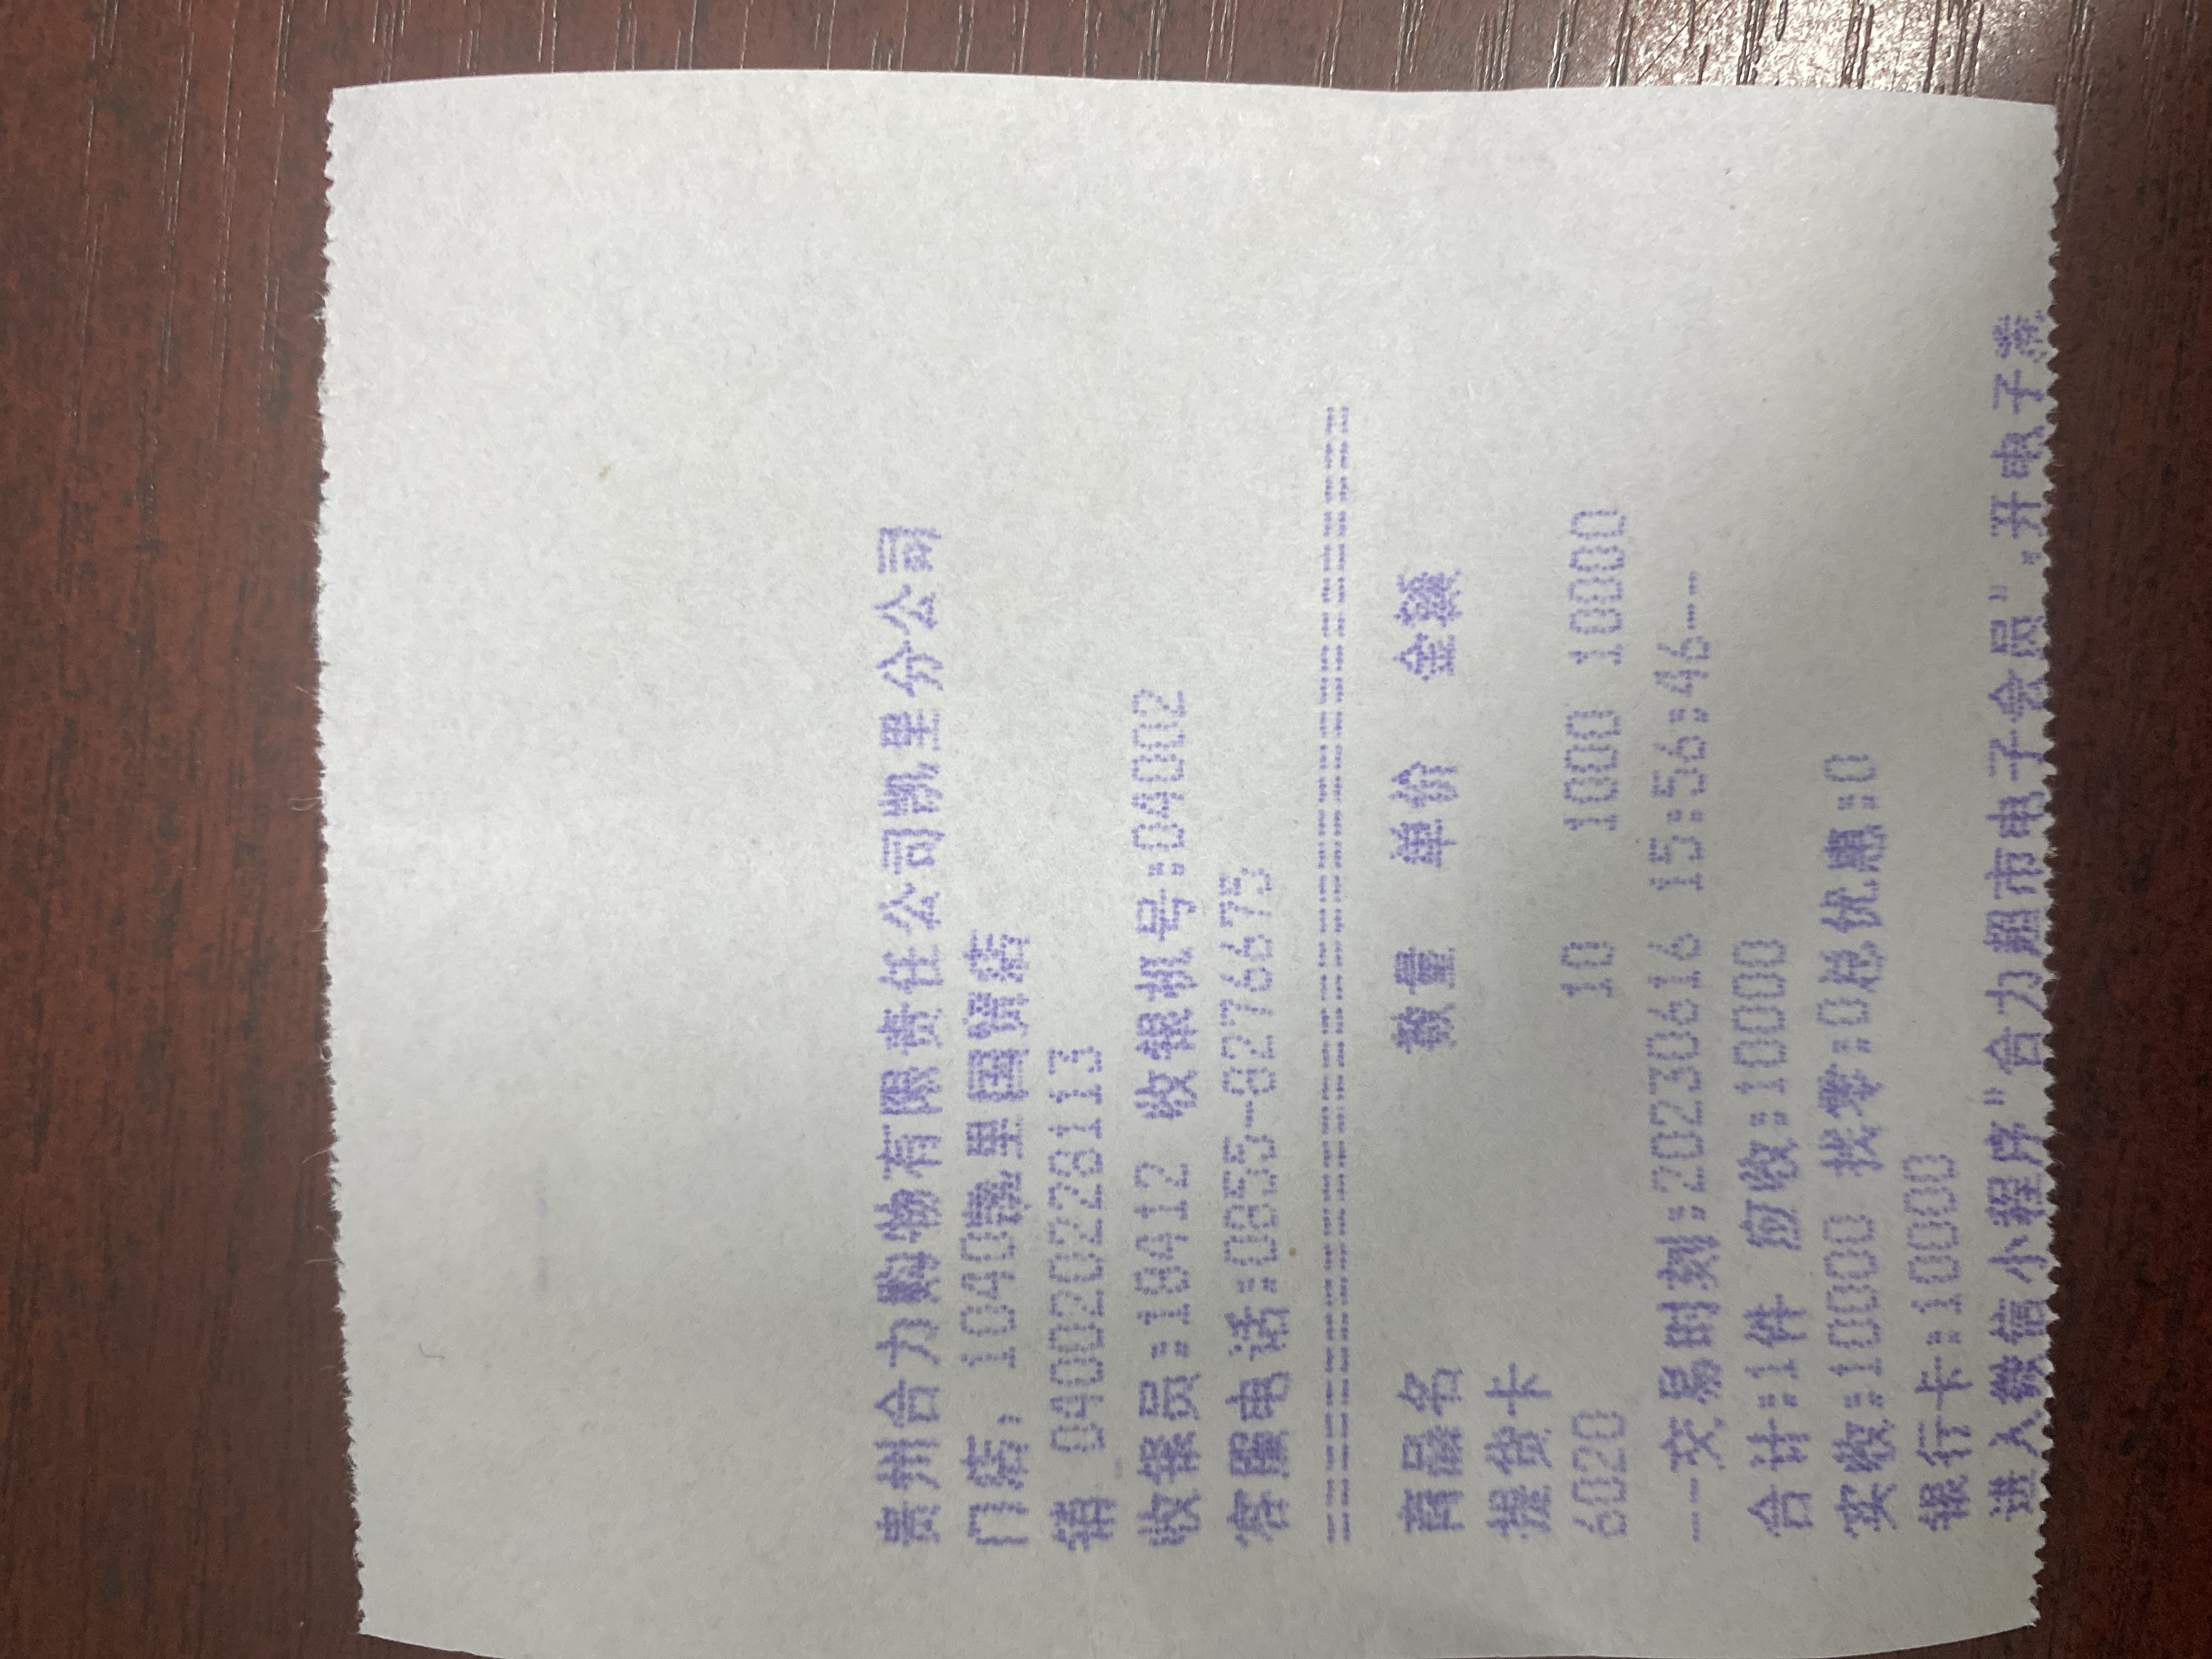 贵州合力购物有限责任公司凯里分公司
门店: 1040凯里国贸店
销 0400202228113
收银员:18412 收银机号:04002
客服电话:0855-8276675
==========================================
商品名 数量 单价 金额
提货卡
6020 10 1000 10000
--交易时刻:20230616 15:56:46--
合计:1件 应收:10000
实收:10000 找零:0总优惠:0
银行卡:10000
进入微信小程序"合力超市电子会员",开电子票